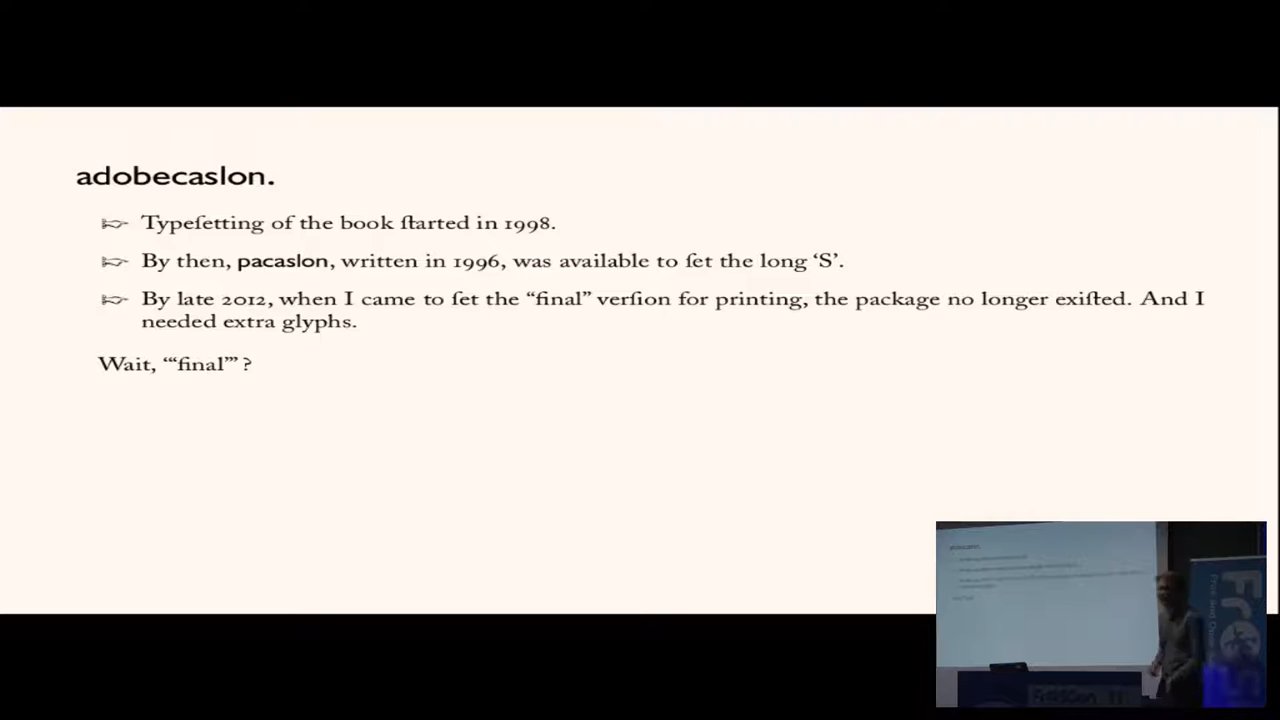 adobecaslon.
☞ Typeſetting of the book ſtarted in 1998.
☞ By then, pacaslon, written in 1996, was available to ſet the long ‘S’.
☞ By late 2012, when I came to ſet the “final” verſion for printing, the package no longer exiſted. And I
needed extra glyphs.
Wait, “‘final’” ?
FrOSCon 11